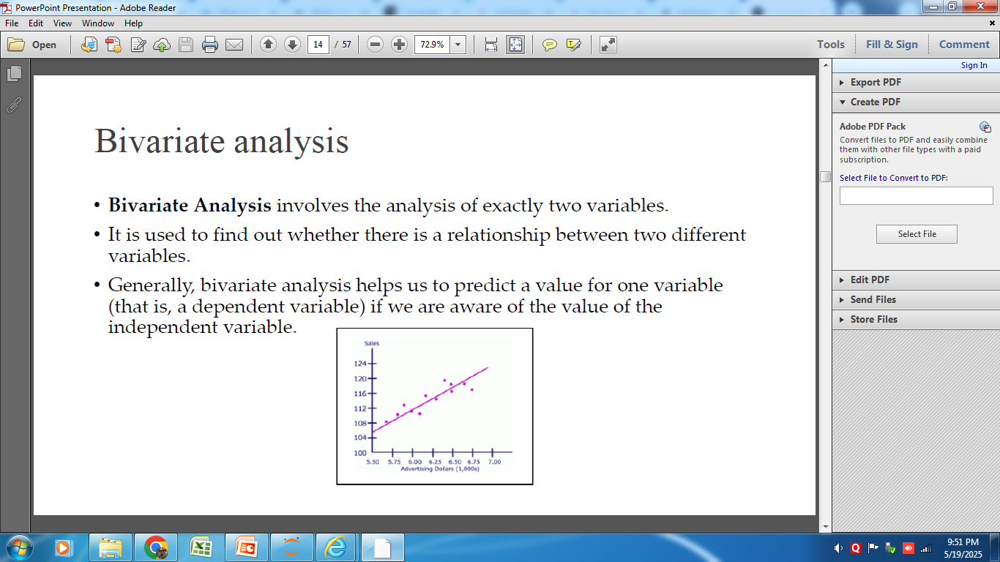 PowerPoint Presentation - Adobe Reader
File Edit View Window Help
Open 14 / 57 72.9% Tools Fill & Sign Comment
Sign In
Export PDF
Create PDF
Adobe PDF Pack
Convert files to PDF and easily combine
them with other file types with a paid
subscription.
Select File to Convert to PDF:
Select File
Edit PDF
Send Files
Store Files
Bivariate analysis
• Bivariate Analysis involves the analysis of exactly two variables.
• It is used to find out whether there is a relationship between two different
variables.
• Generally, bivariate analysis helps us to predict a value for one variable
(that is, a dependent variable) if we are aware of the value of the
independent variable.
Sales
124
120
116
112
108
104
100
5.50 5.75 6.00 6.25 6.50 6.75 7.00
Advertising Dollars (1,000s)
9:51 PM
5/19/2025